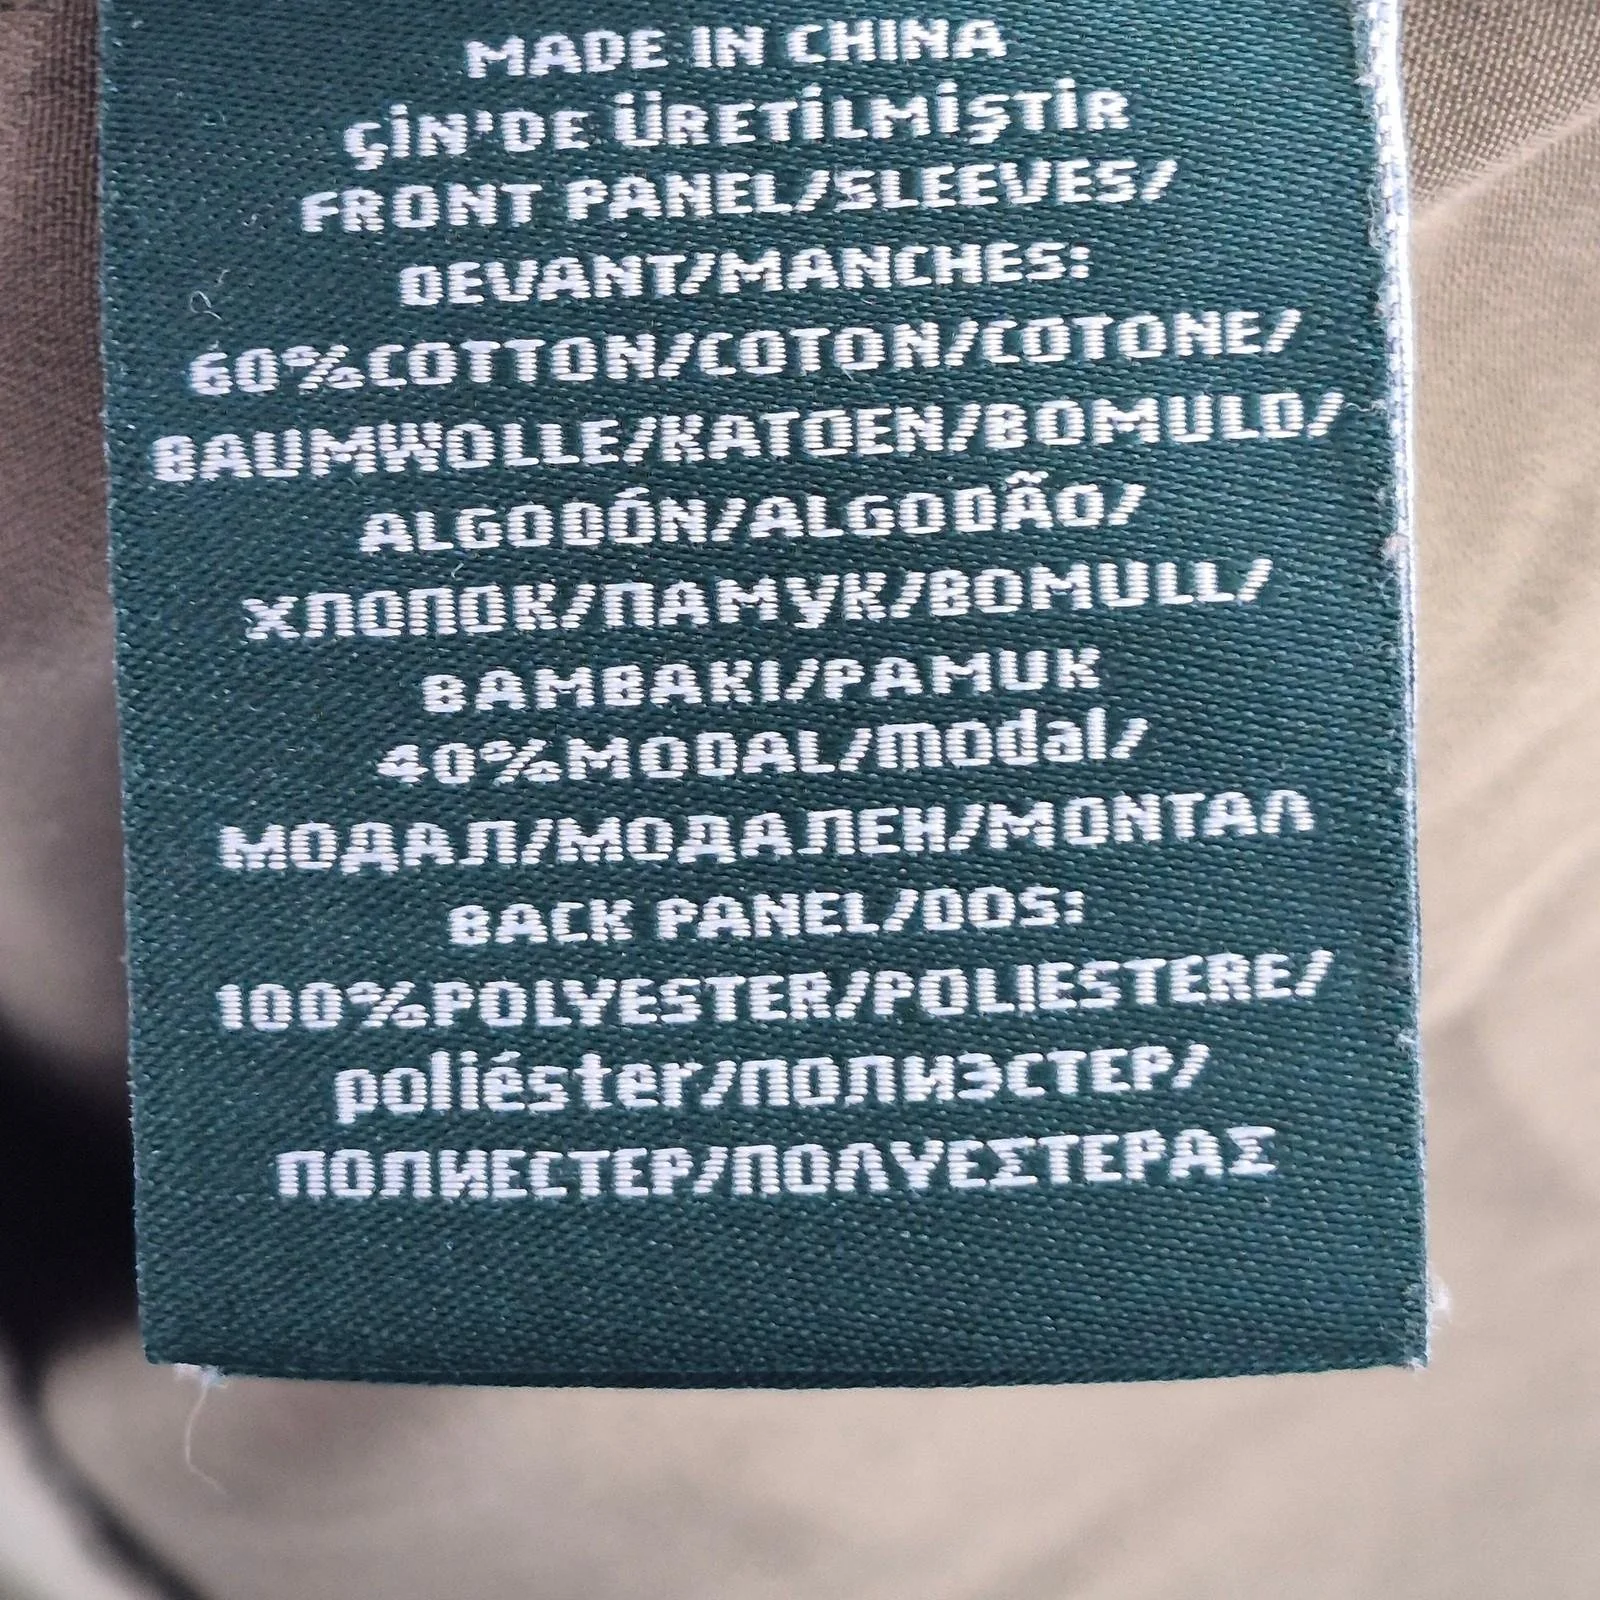 MADE IN CHINA
ÇİN'DE ÜRETİLMİŞTİR
FRONT PANEL/SLEEVES/
DEVANT/MANCHES:
60%COTTON/COTON/COTONE/
BAUMWOLLE/KATOEN/BOMULD/
ALGODÓN/ALGODÃO/
ХЛОПОК/ПАМУК/BOMULL/
BAMBAKI/PAMUK
40%MODAL/modal/
МОДАЛ/МОДАЛЕН/ΜΟΝΤΑΛ
BACK PANEL/DOS:
100%POLYESTER/POLIESTERE/
poliéster/ПОЛИЭСТЕР/
ПОЛИЕСТЕР/ΠΟΛΥΕΣΤΕΡΑΣ